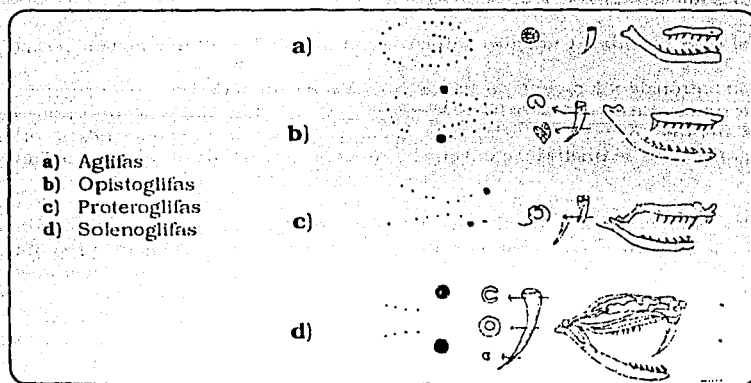 a)
b)
a) Aglifas
b) Opistoglifas
c) Proteroglifas
d) Solenoglifas
c)
d)